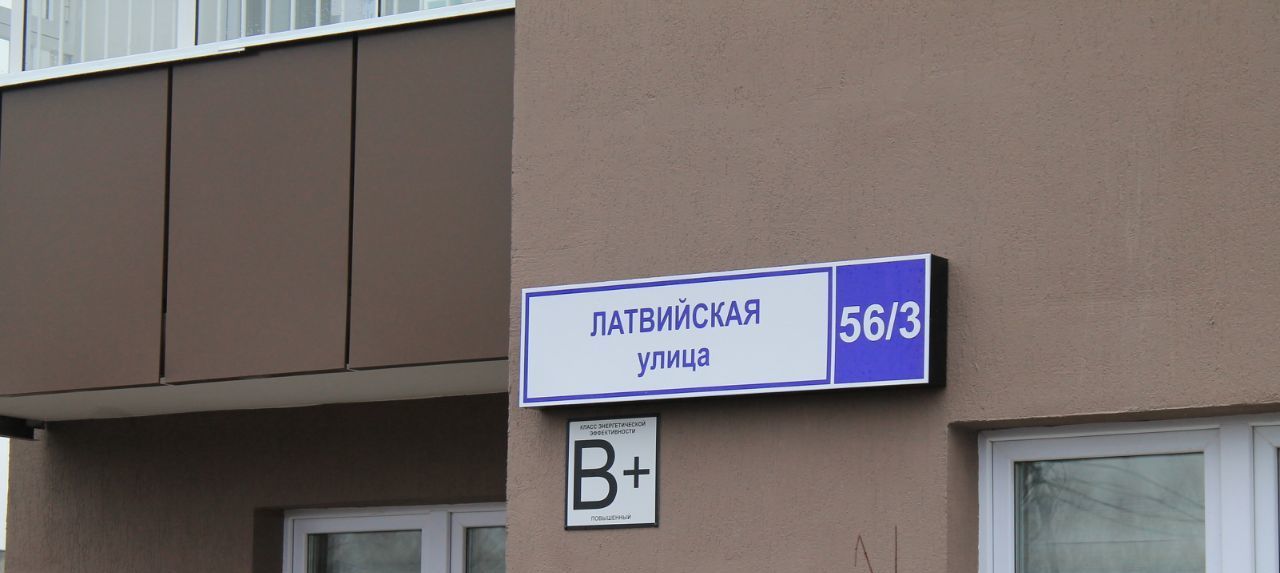 ЛАТВИЙСКАЯ
улица
56/3
КЛАСС ЭНЕРГЕТИЧЕСКОЙ
ЭФФЕКТИВНОСТИ
B+
ПОВЫШЕННЫЙ